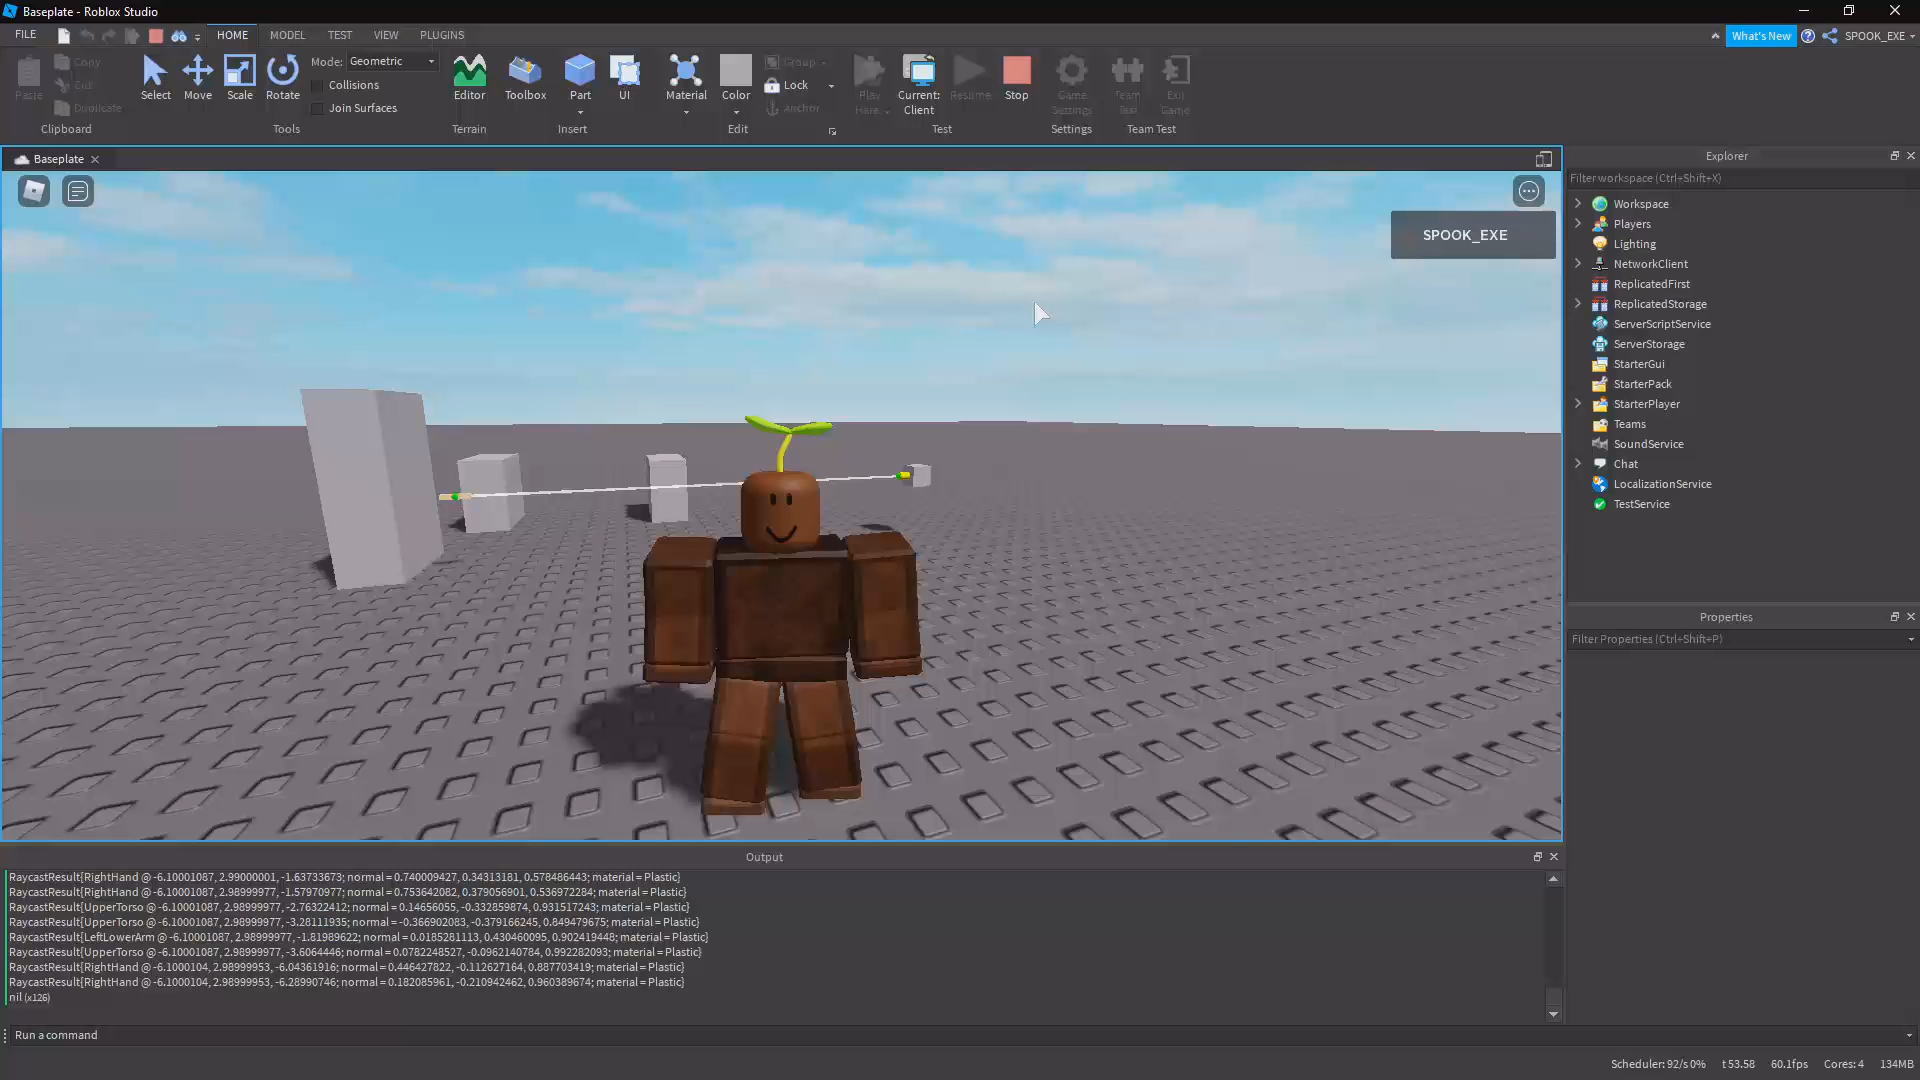 Baseplate - Roblox Studio
FILE
HOME
MODEL
TEST
VIEW
PLUGINS
What's New
SPOOK_EXE
Paste
Copy
Cut
Duplicate
Clipboard
Select
Move
Scale
Rotate
Mode:
Geometric
Collisions
Join Surfaces
Tools
Editor
Terrain
Toolbox
Part
UI
Insert
Material
Color
Group
Lock
Anchor
Edit
Play
Here
Current:
Client
Resume
Stop
Test
Game
Settings
Settings
Team
Test
Exit
Game
Team Test
Baseplate
SPOOK_EXE
Explorer
Filter workspace (Ctrl+Shift+X)
Workspace
Players
Lighting
NetworkClient
ReplicatedFirst
ReplicatedStorage
ServerScriptService
ServerStorage
StarterGui
StarterPack
StarterPlayer
Teams
SoundService
Chat
LocalizationService
TestService
Properties
Filter Properties (Ctrl+Shift+P)
Output
RaycastResult{RightHand @ -6.10001087, 2.99000001, -1.63733673; normal = 0.740009427, 0.34313181, 0.578486443; material = Plastic}
RaycastResult{RightHand @ -6.10001087, 2.98999977, -1.57970977; normal = 0.753642082, 0.379056901, 0.536972284; material = Plastic}
RaycastResult{UpperTorso @ -6.10001087, 2.98999977, -2.76322412; normal = 0.14656055, -0.332859874, 0.931517243; material = Plastic}
RaycastResult{UpperTorso @ -6.10001087, 2.98999977, -3.28111935; normal = -0.366902083, -0.379166245, 0.849479675; material = Plastic}
RaycastResult{LeftLowerArm @ -6.10001087, 2.98999977, -1.81989622; normal = 0.0185281113, 0.430460095, 0.902419448; material = Plastic}
RaycastResult{UpperTorso @ -6.10001087, 2.98999977, -3.6064446; normal = 0.0782248527, -0.0962140784, 0.992282093; material = Plastic}
RaycastResult{RightHand @ -6.1000104, 2.98999953, -6.04361916; normal = 0.446427822, -0.112627164, 0.887703419; material = Plastic}
RaycastResult{RightHand @ -6.1000104, 2.98999953, -6.28990746; normal = 0.182085961, -0.210942462, 0.960389674; material = Plastic}
nil (x126)
Run a command
Scheduler: 92/s 0%
t 53.58
60.1fps
Cores: 4
134MB